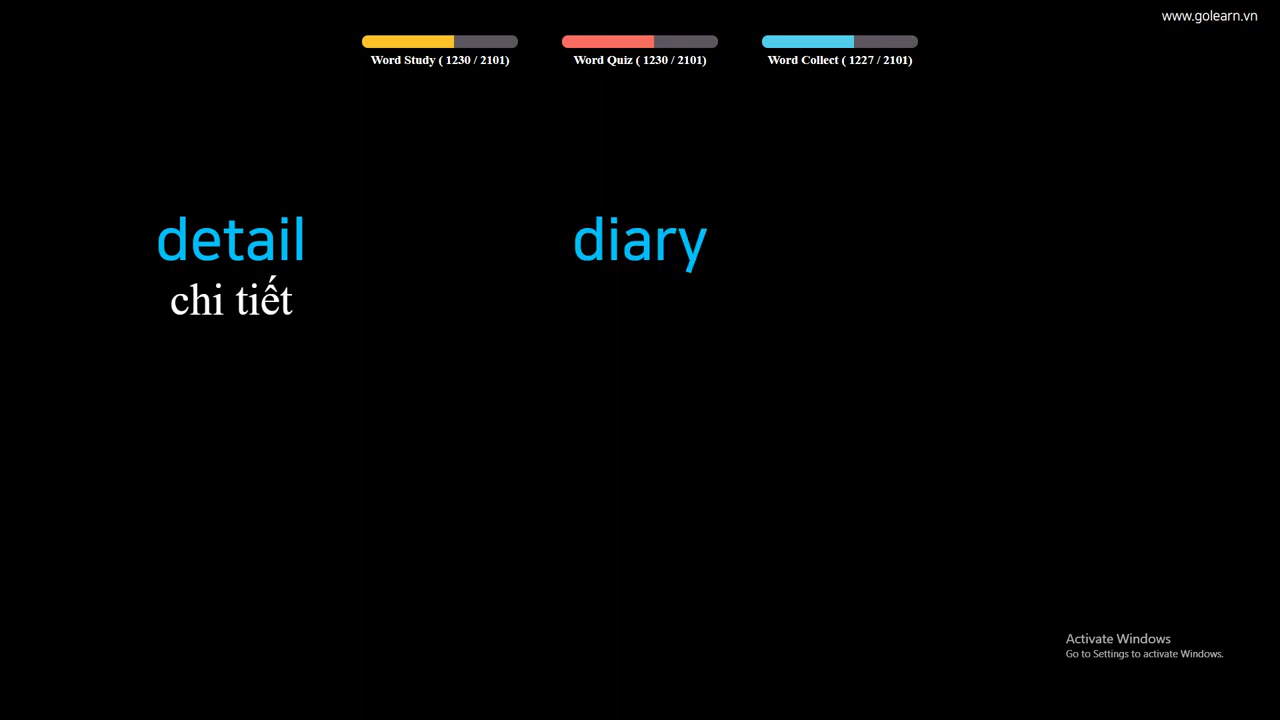 www.golearn.vn
Word Study ( 1230 / 2101)
Word Quiz ( 1230 / 2101)
Word Collect ( 1227 / 2101)
detail
chi tiết
diary
Activate Windows
Go to Settings to activate Windows.